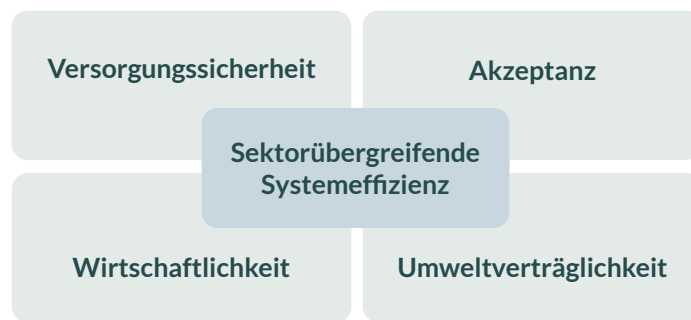 Versorgungssicherheit
Akzeptanz
Sektorübergreifende
Systemeffizienz
Wirtschaftlichkeit
Umweltverträglichkeit